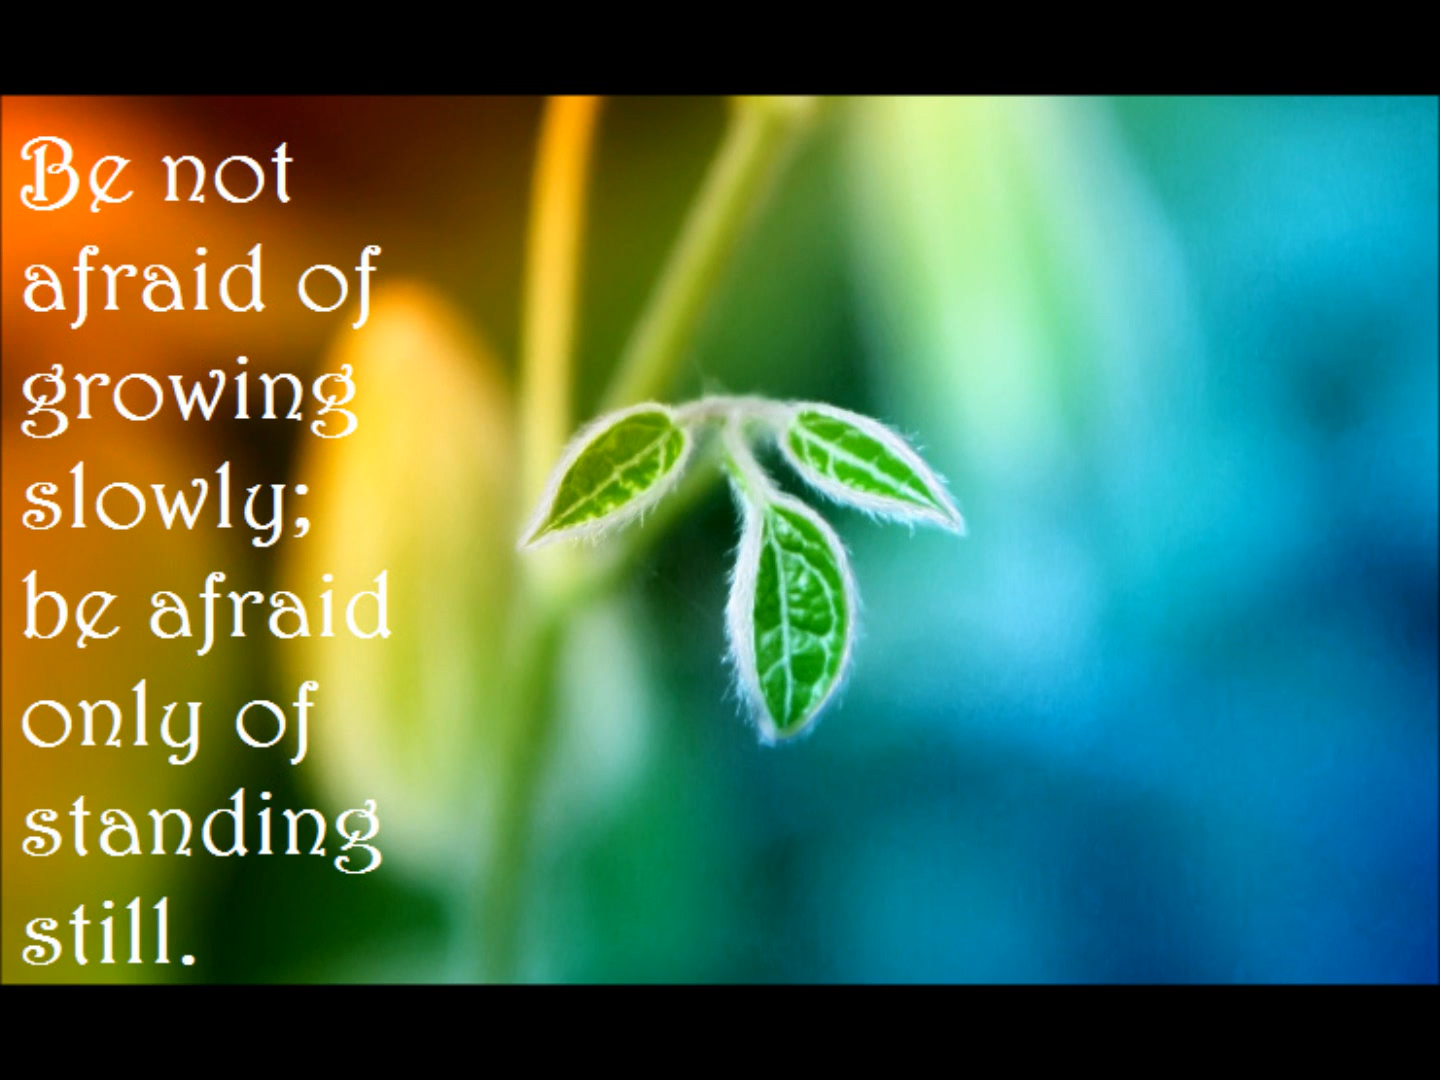 Be not
afraid of
growing
slowly;
be afraid
only of
standing
still.